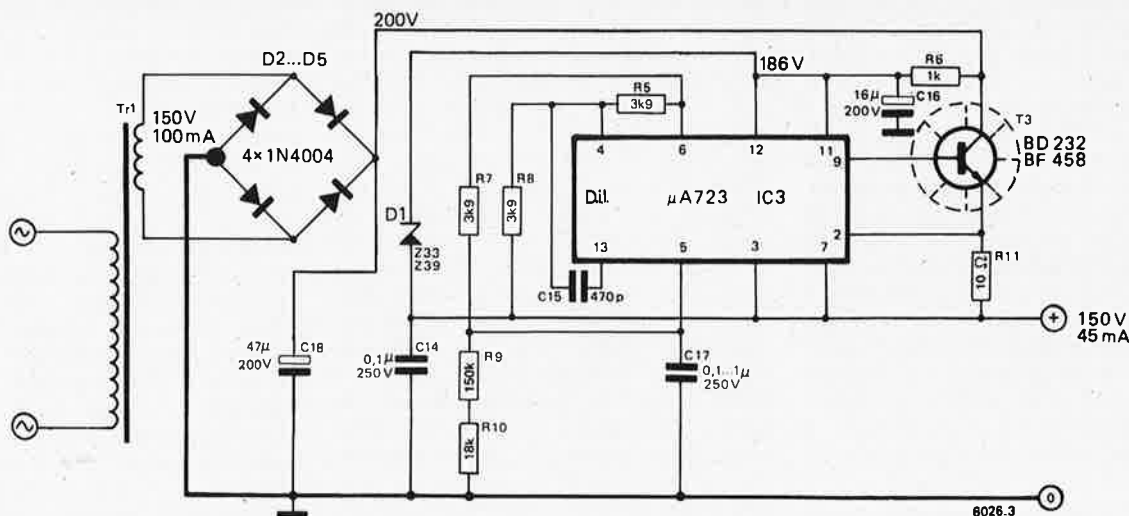 200V
D2...D5
Tr1
150V
100mA
4×1N4004
47µ
200V
C18
D1
Z33
Z39
0,1µ
250V
C14
R7
3k9
R8
3k9
R5
3k9
186V
R6
1k
16µ
200V
C16
T3
BD 232
BF 458
4
6
12
11
9
D.i.l.
µA723
IC3
2
13
5
3
7
C15
470p
R11
10 Ω
R9
150k
R10
18k
C17
0,1...1µ
250V
+
150V
45mA
0
6026.3